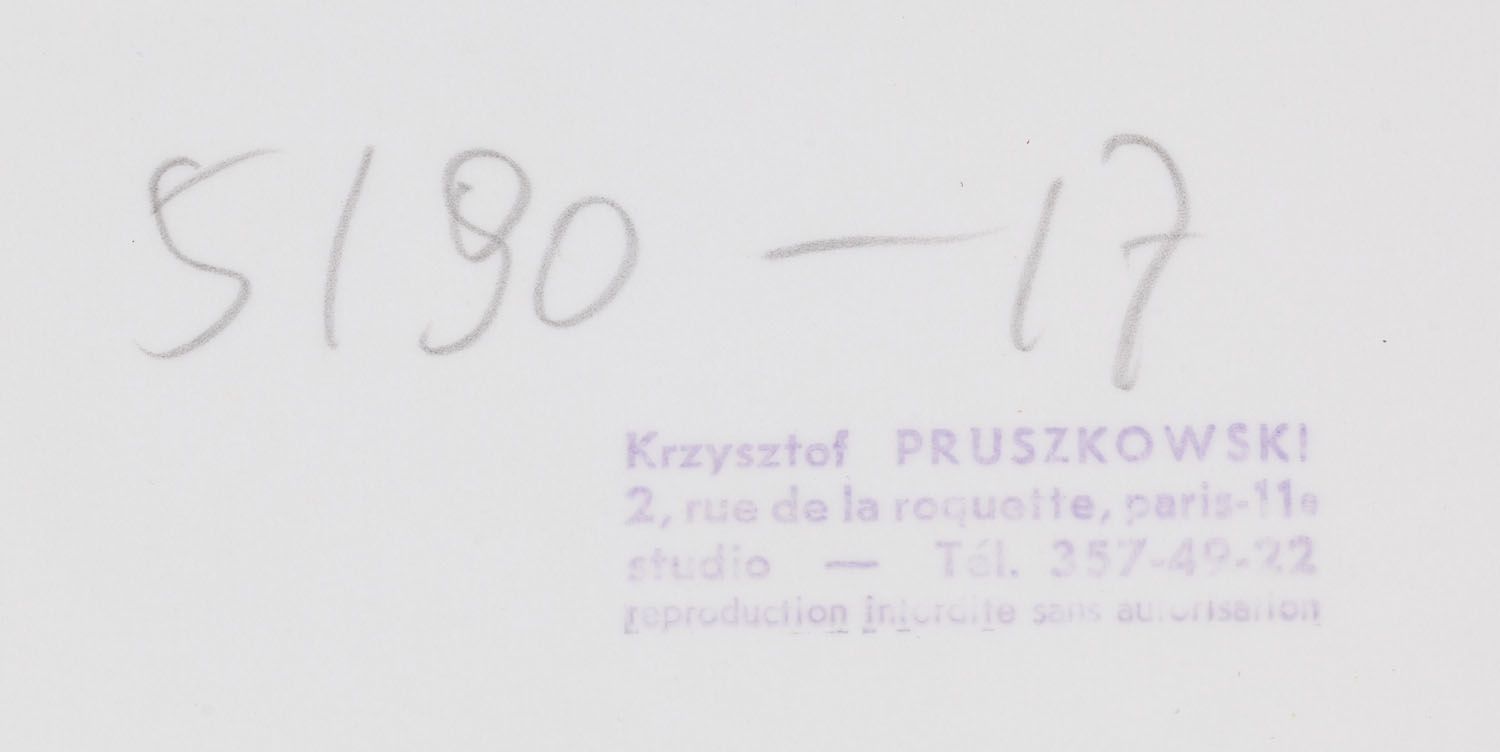 5190 — 17
Krzysztof PRUSZKOWSKI
2, rue de la roquette, paris-11e
studio — Tél. 357-49-22
reproduction interdite sans autorisation